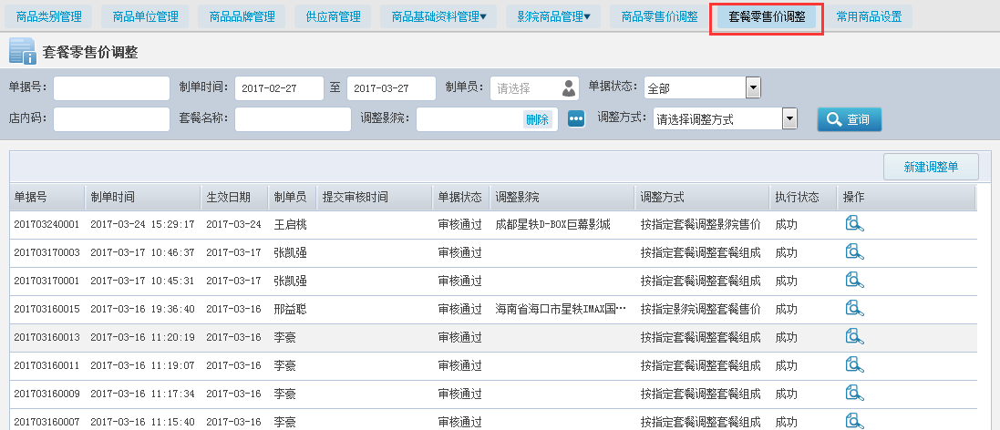 商品类别管理 商品单位管理 商品品牌管理 供应商管理 商品基础资料管理▼ 影院商品管理▼ 商品零售价调整 套餐零售价调整 常用商品设置
套餐零售价调整
单据号: 制单时间: 2017-02-27 至 2017-03-27 制单员: 请选择 单据状态: 全部
店内码: 套餐名称: 调整影院: 删除 调整方式: 请选择调整方式 查询
新建调整单
单据号 制单时间 生效日期 制单员 提交审核时间 单据状态 调整影院 调整方式 执行状态 操作
201703240001 2017-03-24 15:29:17 2017-03-24 王启桃 审核通过 成都星轶D-BOX巨幕影城 按指定套餐调整影院售价 成功
201703170003 2017-03-17 10:46:37 2017-03-17 张凯强 审核通过 按指定套餐调整套餐组成 成功
201703170001 2017-03-17 10:45:31 2017-03-17 张凯强 审核通过 按指定套餐调整套餐组成 成功
201703160015 2017-03-16 19:36:40 2017-03-16 邢益聪 审核通过 海南省海口市星轶IMAX国… 按指定影院调整套餐售价 成功
201703160013 2017-03-16 11:20:19 2017-03-16 李豪 审核通过 按指定套餐调整套餐组成 成功
201703160011 2017-03-16 11:19:07 2017-03-16 李豪 审核通过 按指定套餐调整套餐组成 成功
201703160009 2017-03-16 11:17:34 2017-03-16 李豪 审核通过 按指定套餐调整套餐组成 成功
201703160007 2017-03-16 11:15:40 2017-03-16 李豪 审核通过 按指定套餐调整套餐组成 成功